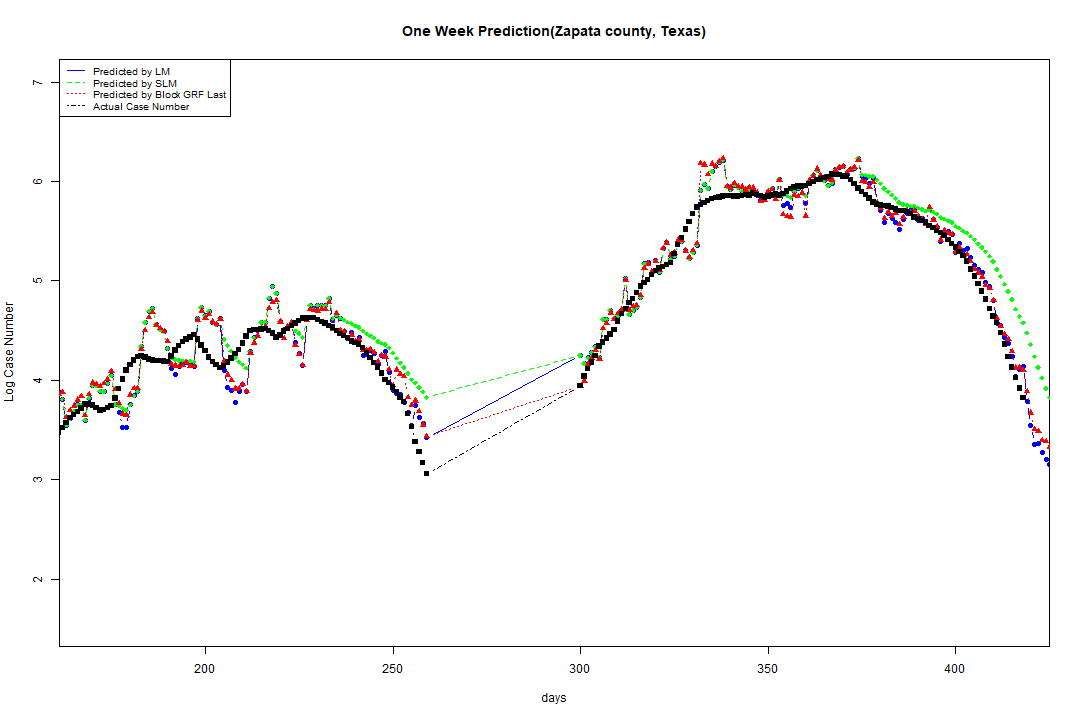 One Week Prediction(Zapata county, Texas)
Predicted by LM
Predicted by SLM
Predicted by Block GRF Last
Actual Case Number
7
6
5
4
3
2
Log Case Number
200 250 300 350 400
days